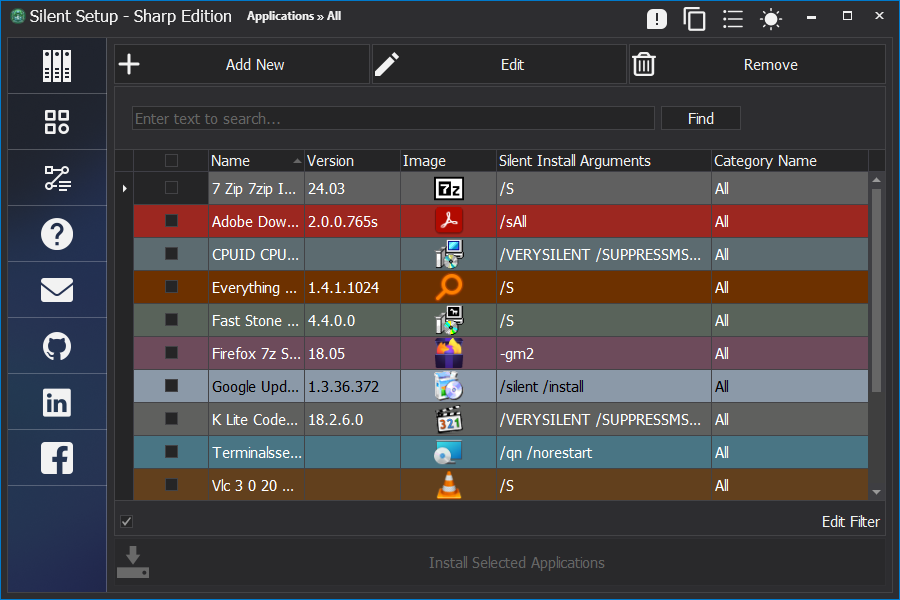 Silent Setup - Sharp Edition Applications » All
Add New Edit Remove
Enter text to search... Find
Name Version Image Silent Install Arguments Category Name
7 Zip 7zip I... 24.03 7z /S All
Adobe Dow... 2.0.0.765s /sAll All
CPUID CPU... /VERYSILENT /SUPPRESSMS... All
Everything ... 1.4.1.1024 /S All
Fast Stone ... 4.4.0.0 /S All
Firefox 7z S... 18.05 -gm2 All
Google Upd... 1.3.36.372 /silent /install All
K Lite Code... 18.2.6.0 321 /VERYSILENT /SUPPRESSMS... All
Terminalsse... /qn /norestart All
Vlc 3 0 20 ... /S All
Edit Filter
Install Selected Applications